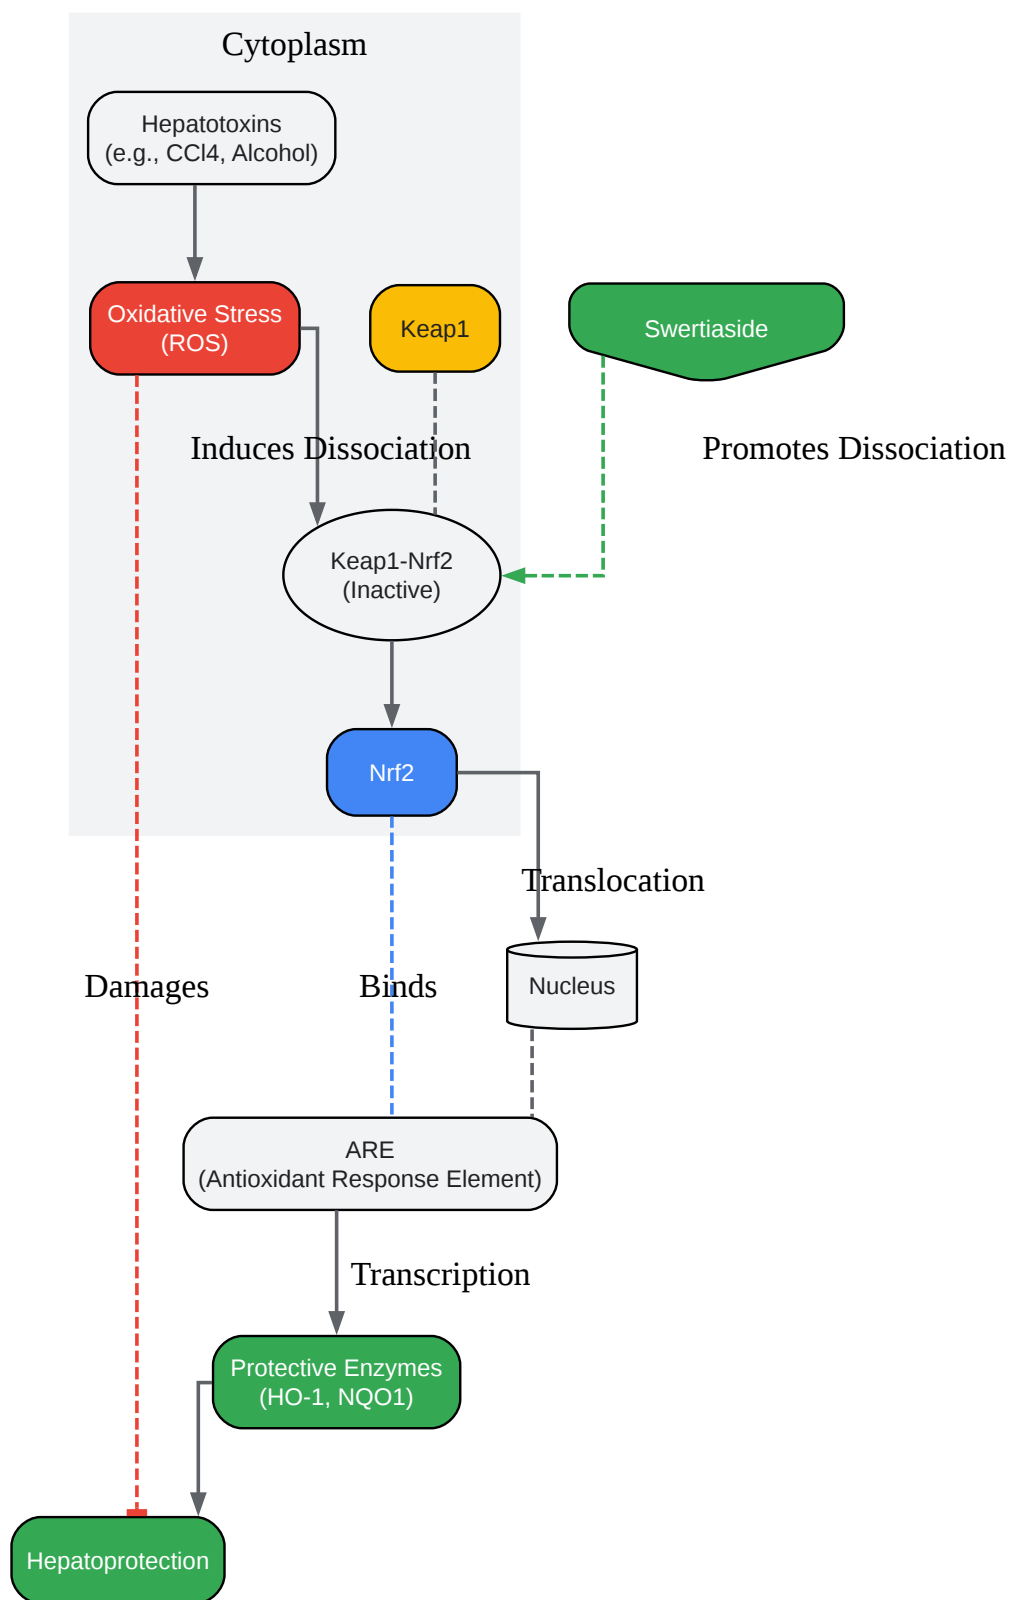 Cytoplasm
Hepatotoxins
(e.g., CCl4, Alcohol)
Oxidative Stress
(ROS)
Keap1
Swertiaside
Induces Dissociation
Promotes Dissociation
Keap1-Nrf2
(Inactive)
Nrf2
Translocation
Damages
Binds
Nucleus
ARE
(Antioxidant Response Element)
Transcription
Protective Enzymes
(HO-1, NQO1)
Hepatoprotection